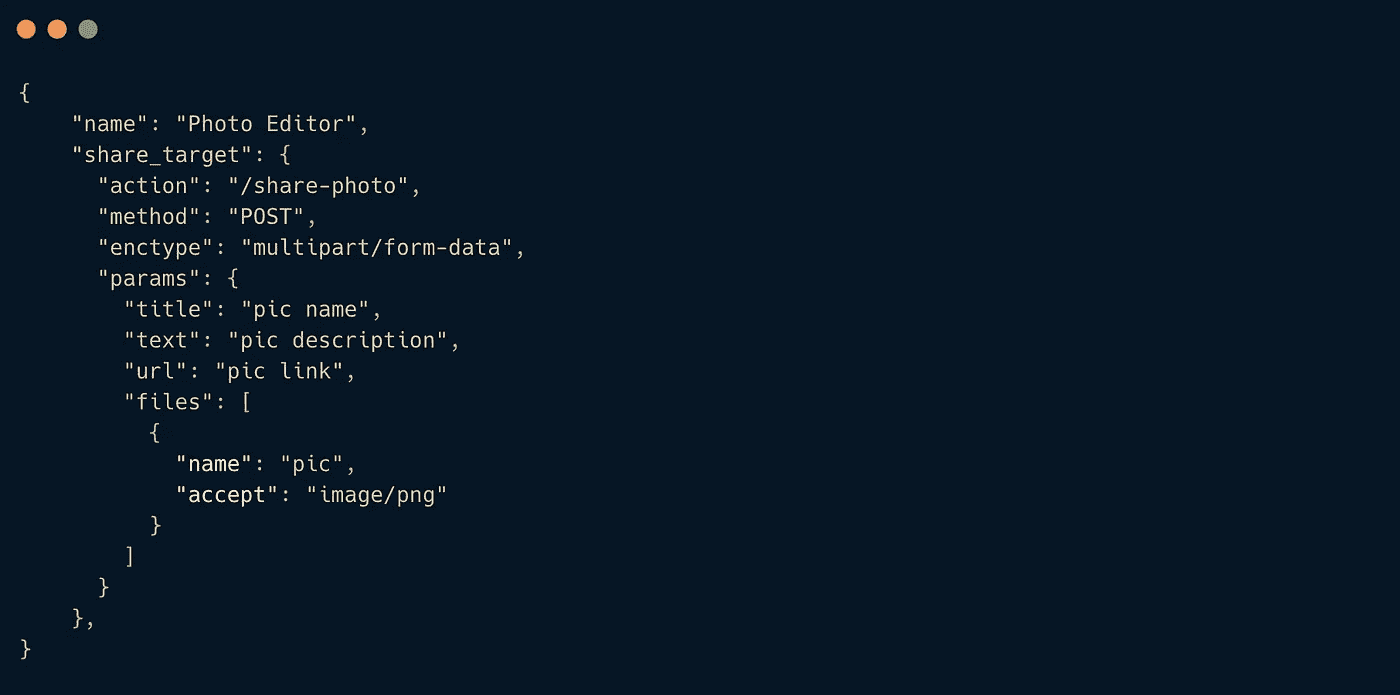 {
    "name": "Photo Editor",
    "share_target": {
      "action": "/share-photo",
      "method": "POST",
      "enctype": "multipart/form-data",
      "params": {
        "title": "pic name",
        "text": "pic description",
        "url": "pic link",
        "files": [
          {
            "name": "pic",
            "accept": "image/png"
          }
        ]
      }
    },
}